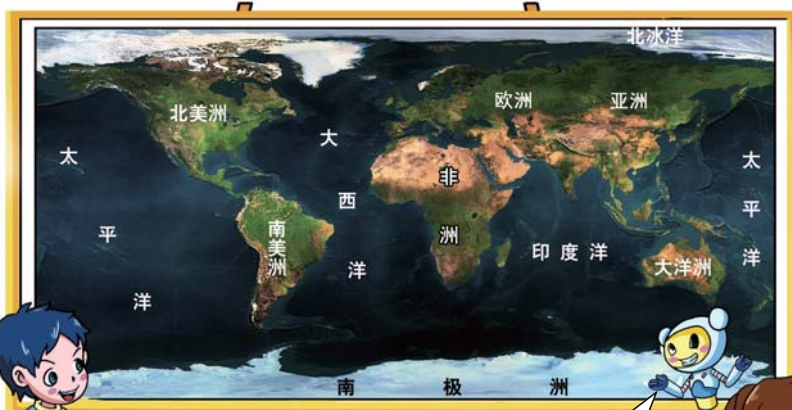 北冰洋
北美洲
欧洲
亚洲
太平洋
大西洋
非洲
太平洋
南美洲
印度洋
大洋洲
南极洲